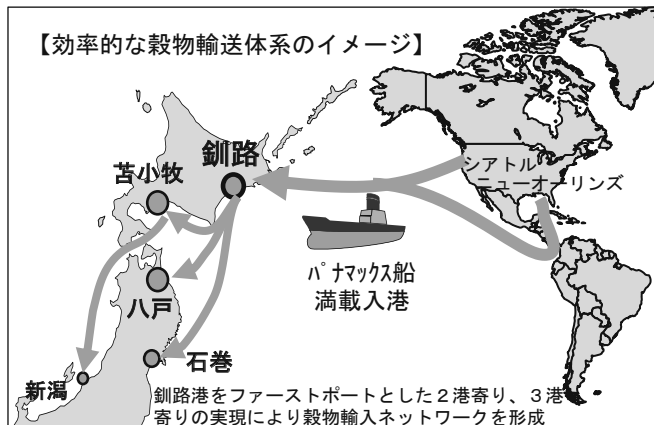 【効率的な穀物輸送体系のイメージ】
釧路
苫小牧
シアトル
ニューオーリンズ
パナマックス船
満載入港
八戸
石巻
新潟
釧路港をファーストポートとした２港寄り、３港
寄りの実現により穀物輸入ネットワークを形成